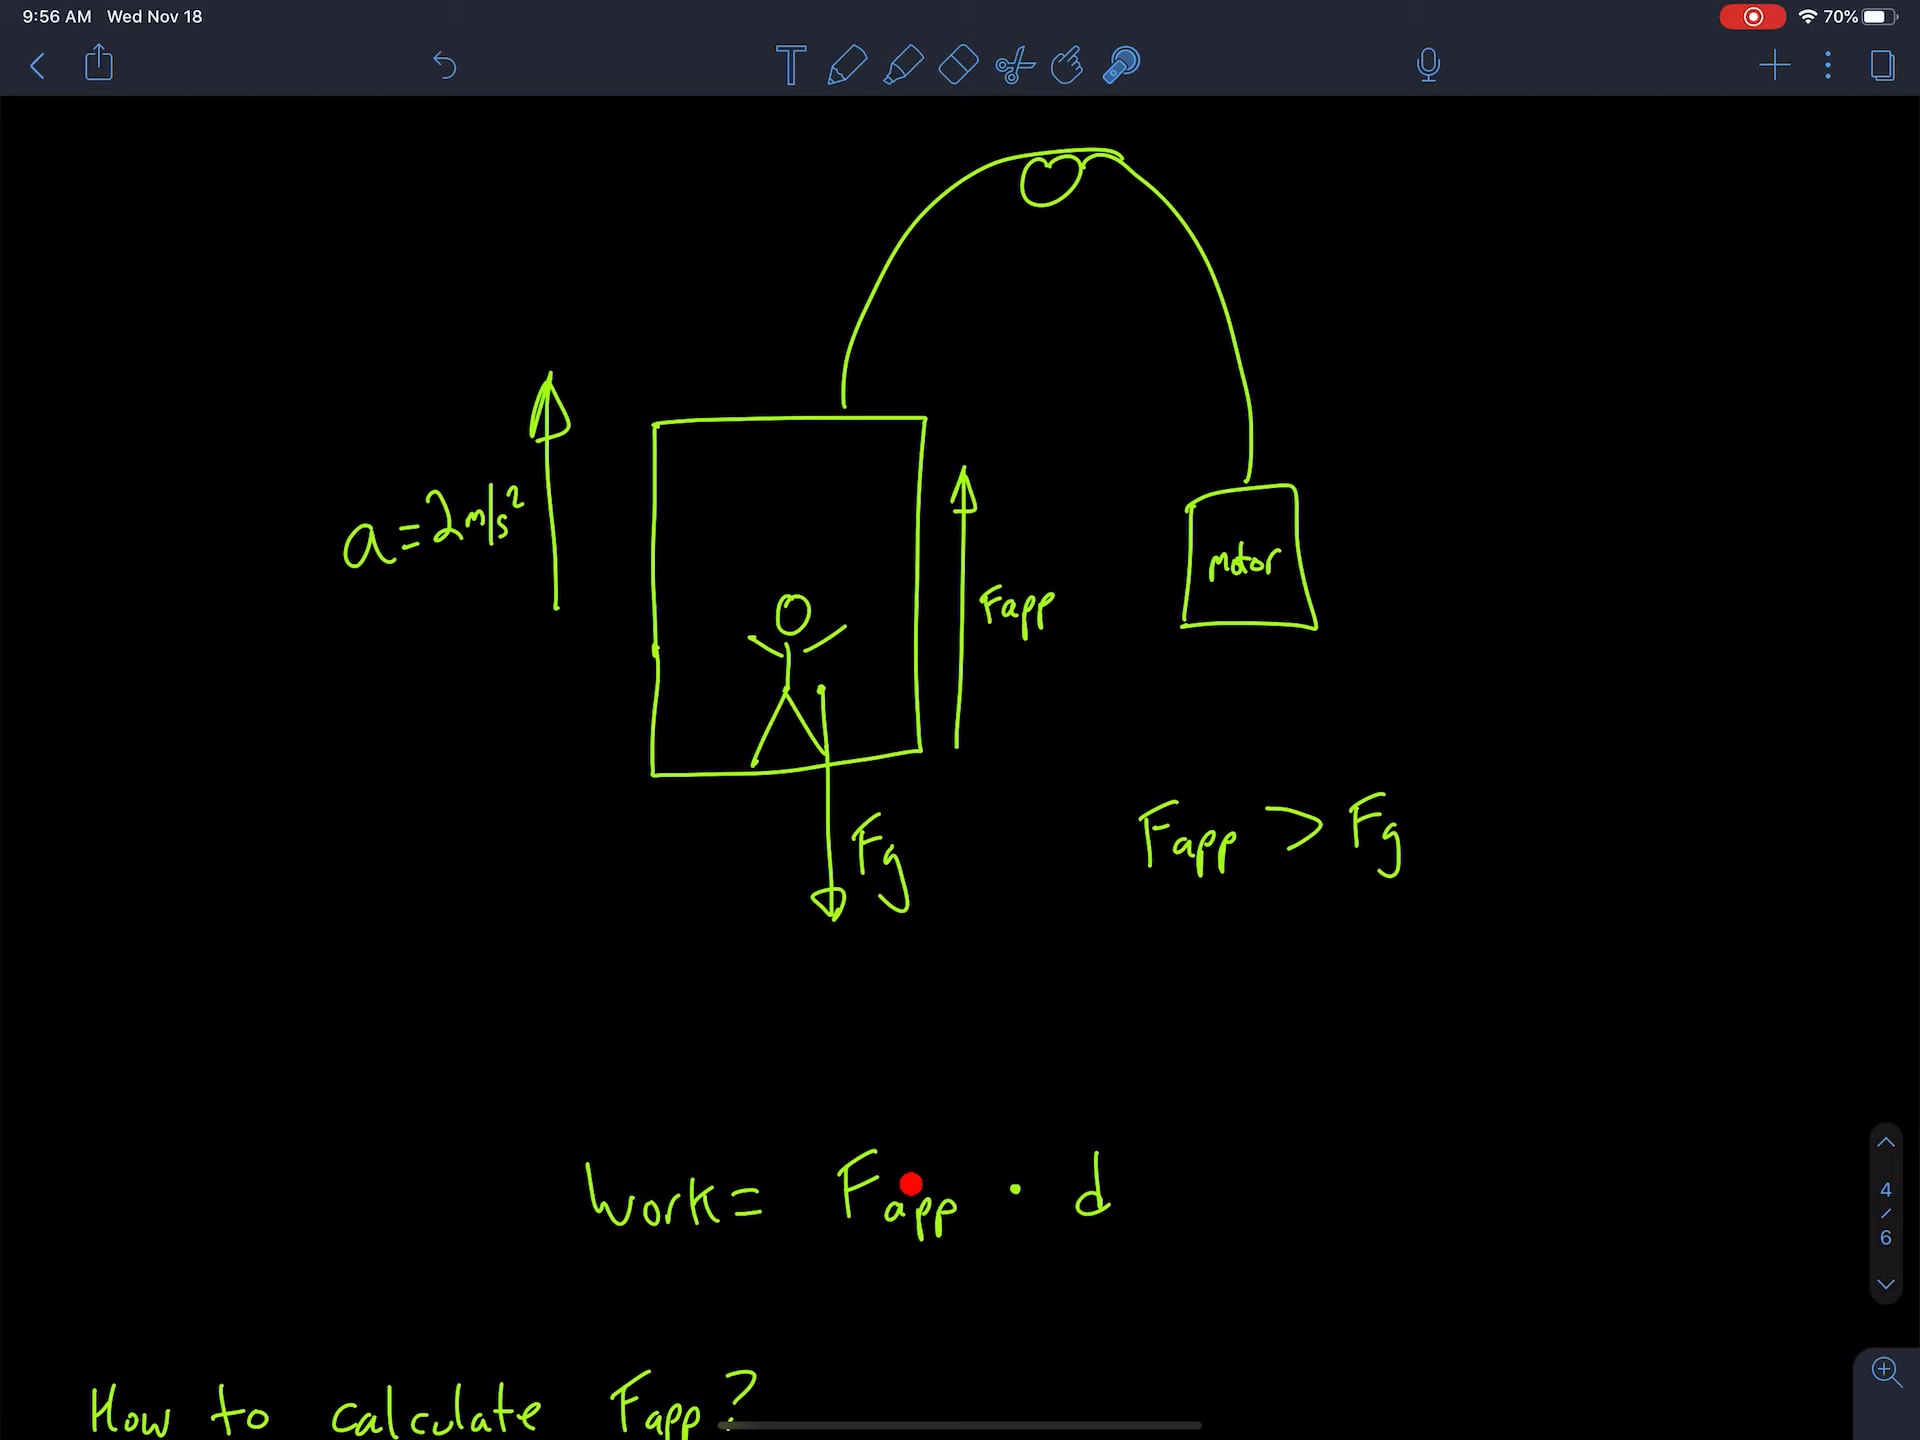 9:56 AM Wed Nov 18
70%
T
a = 2 m/s²
Fapp
motor
Fg
Fapp > Fg
Work = Fapp · d
4
/
6
How to calculate Fapp?